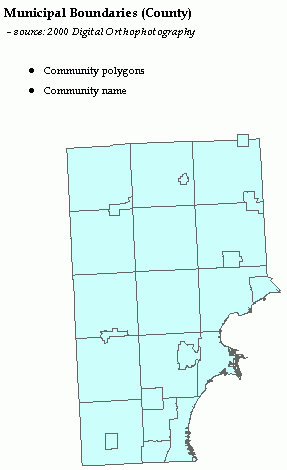 Municipal Boundaries (County)
- source: 2000 Digital Orthophotography
● Community polygons
● Community name